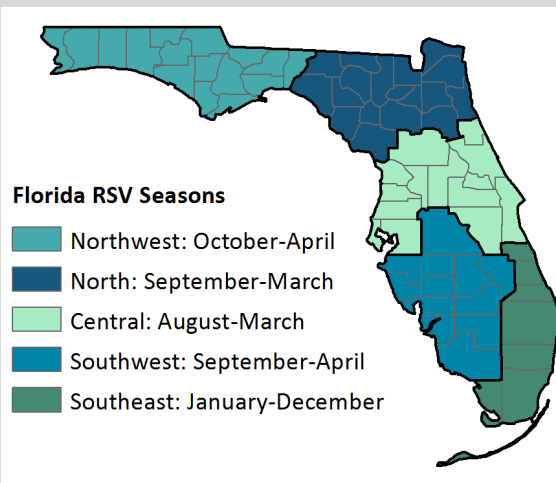 Florida RSV Seasons
Northwest: October-April
North: September-March
Central: August-March
Southwest: September-April
Southeast: January-December